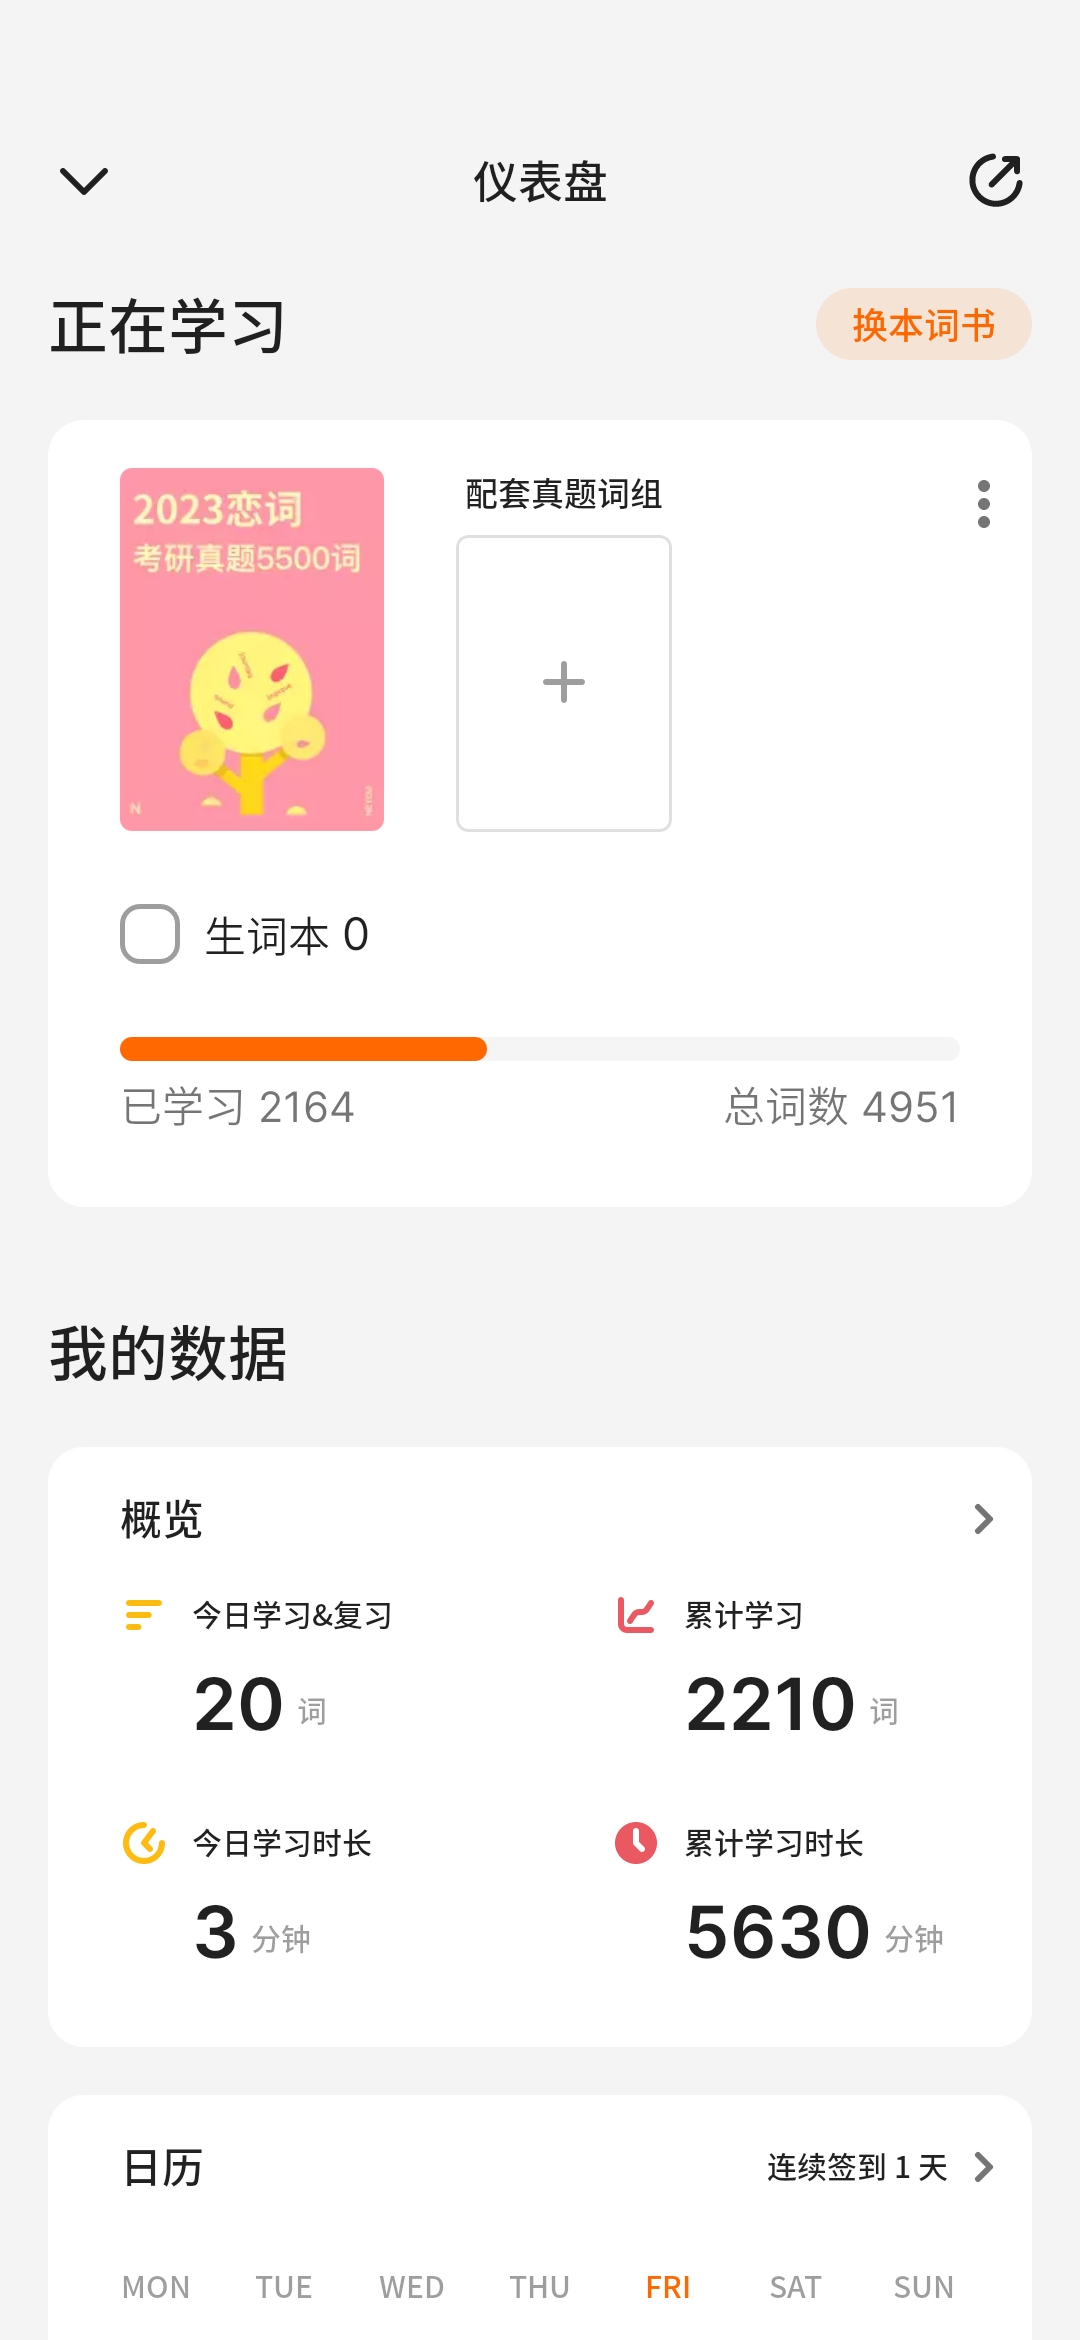 仪表盘
正在学习
换本词书
2023恋词
考研真题5500词
配套真题词组
N
生词本 0
已学习 2164
总词数 4951
我的数据
概览
今日学习&复习
20 词
累计学习
2210 词
今日学习时长
3 分钟
累计学习时长
5630 分钟
日历
连续签到 1 天
MON TUE WED THU FRI SAT SUN